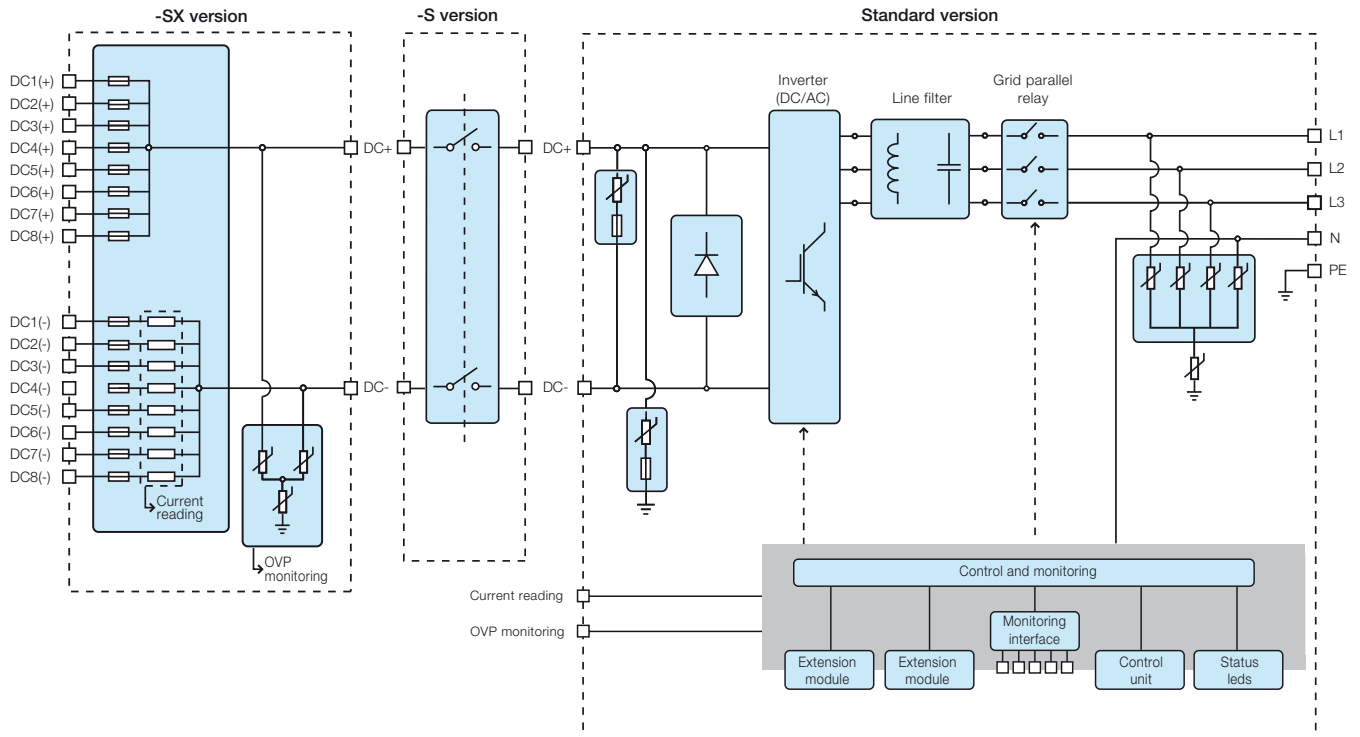 -SX version
-S version
Standard version
DC1(+)
DC2(+)
DC3(+)
DC4(+)
DC5(+)
DC6(+)
DC7(+)
DC8(+)
DC1(-)
DC2(-)
DC3(-)
DC4(-)
DC5(-)
DC6(-)
DC7(-)
DC8(-)
Current
reading
OVP
monitoring
DC+
DC-
DC+
DC-
Inverter
(DC/AC)
Line filter
Grid parallel
relay
L1
L2
L3
N
PE
Current reading
OVP monitoring
Control and monitoring
Extension
module
Extension
module
Monitoring
interface
Control
unit
Status
leds